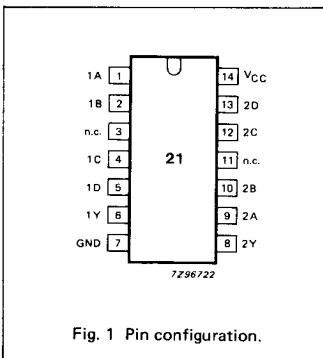 1A 1 14 VCC
1B 2 13 2D
n.c. 3 12 2C
1C 4 21 11 n.c.
1D 5 10 2B
1Y 6 9 2A
GND 7 8 2Y
7Z96722
Fig. 1 Pin configuration.